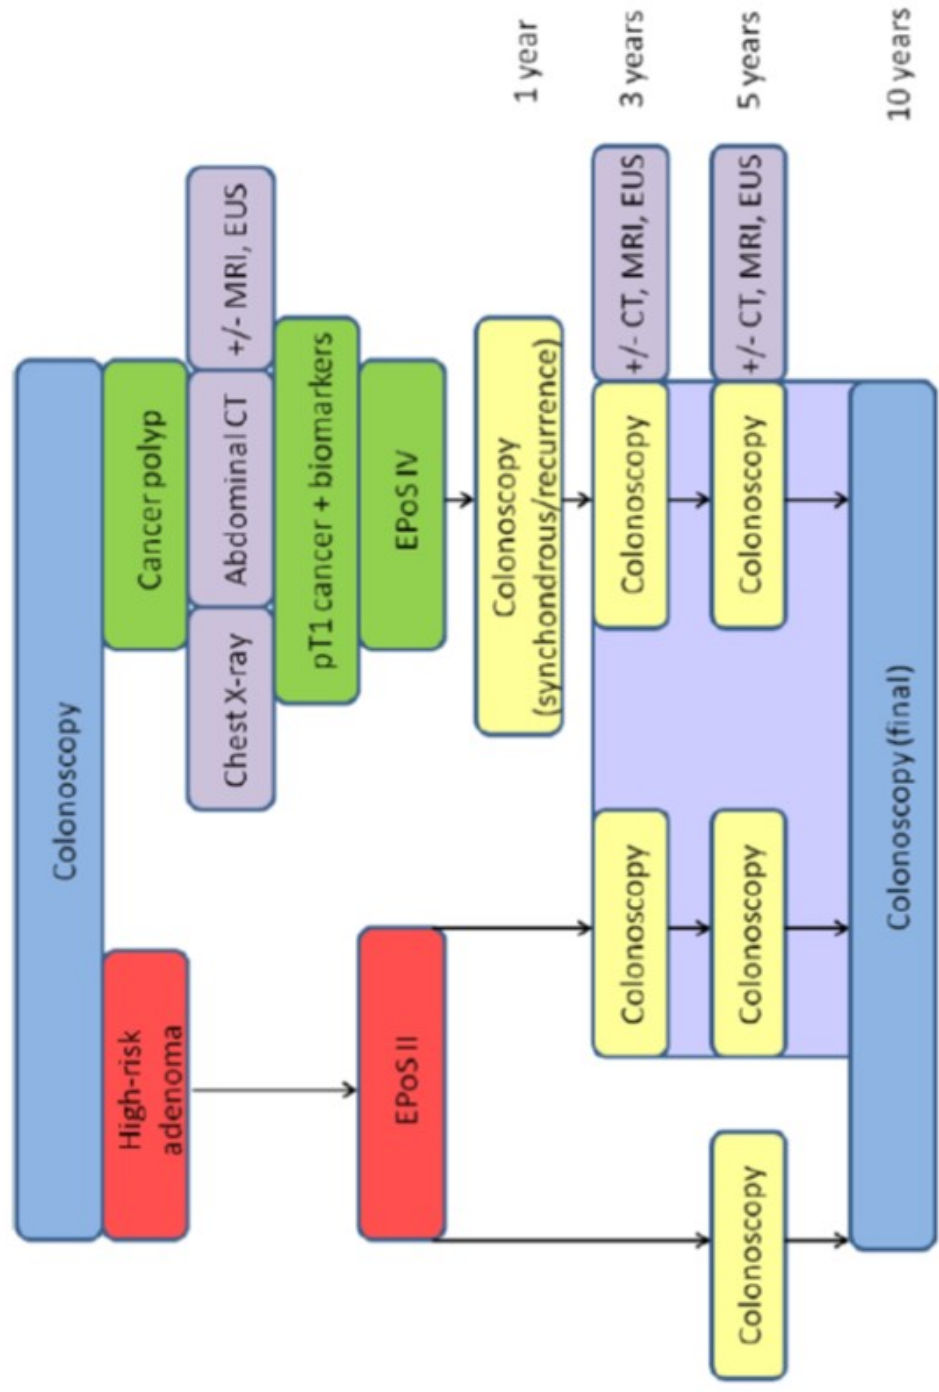 Colonoscopy
High-risk
adenoma
Cancer polyp
Chest X-ray
Abdominal CT
+/- MRI, EUS
pT1 cancer + biomarkers
EPoS II
EPoS IV
Colonoscopy
(synchondrous/recurrence)
1 year
Colonoscopy
Colonoscopy
+/- CT, MRI, EUS
3 years
Colonoscopy
Colonoscopy
Colonoscopy
+/- CT, MRI, EUS
5 years
Colonoscopy (final)
10 years